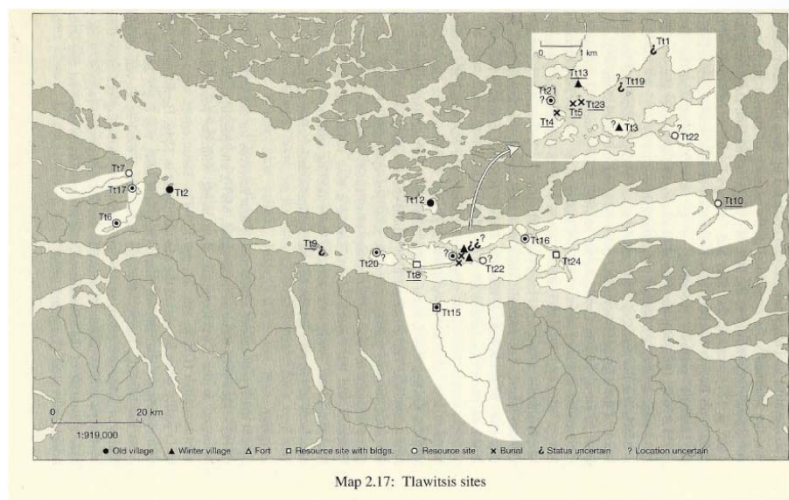 0 1 km
Tt1
Tt13
?
Tt19
Tt21
?
Tt23
Tt5
Tt4
? Tt3
?
Tt22
Tt7
Tt17
Tt2
Tt6
Tt12
Tt10
Tt9
Tt20
?
Tt8
?
?
?
Tt22
Tt16
Tt24
Tt15
0 20 km
1:919,000
Old village Winter village Fort Resource site with bldgs. Resource site Burial Status uncertain ? Location uncertain
Map 2.17: Tlawitsis sites